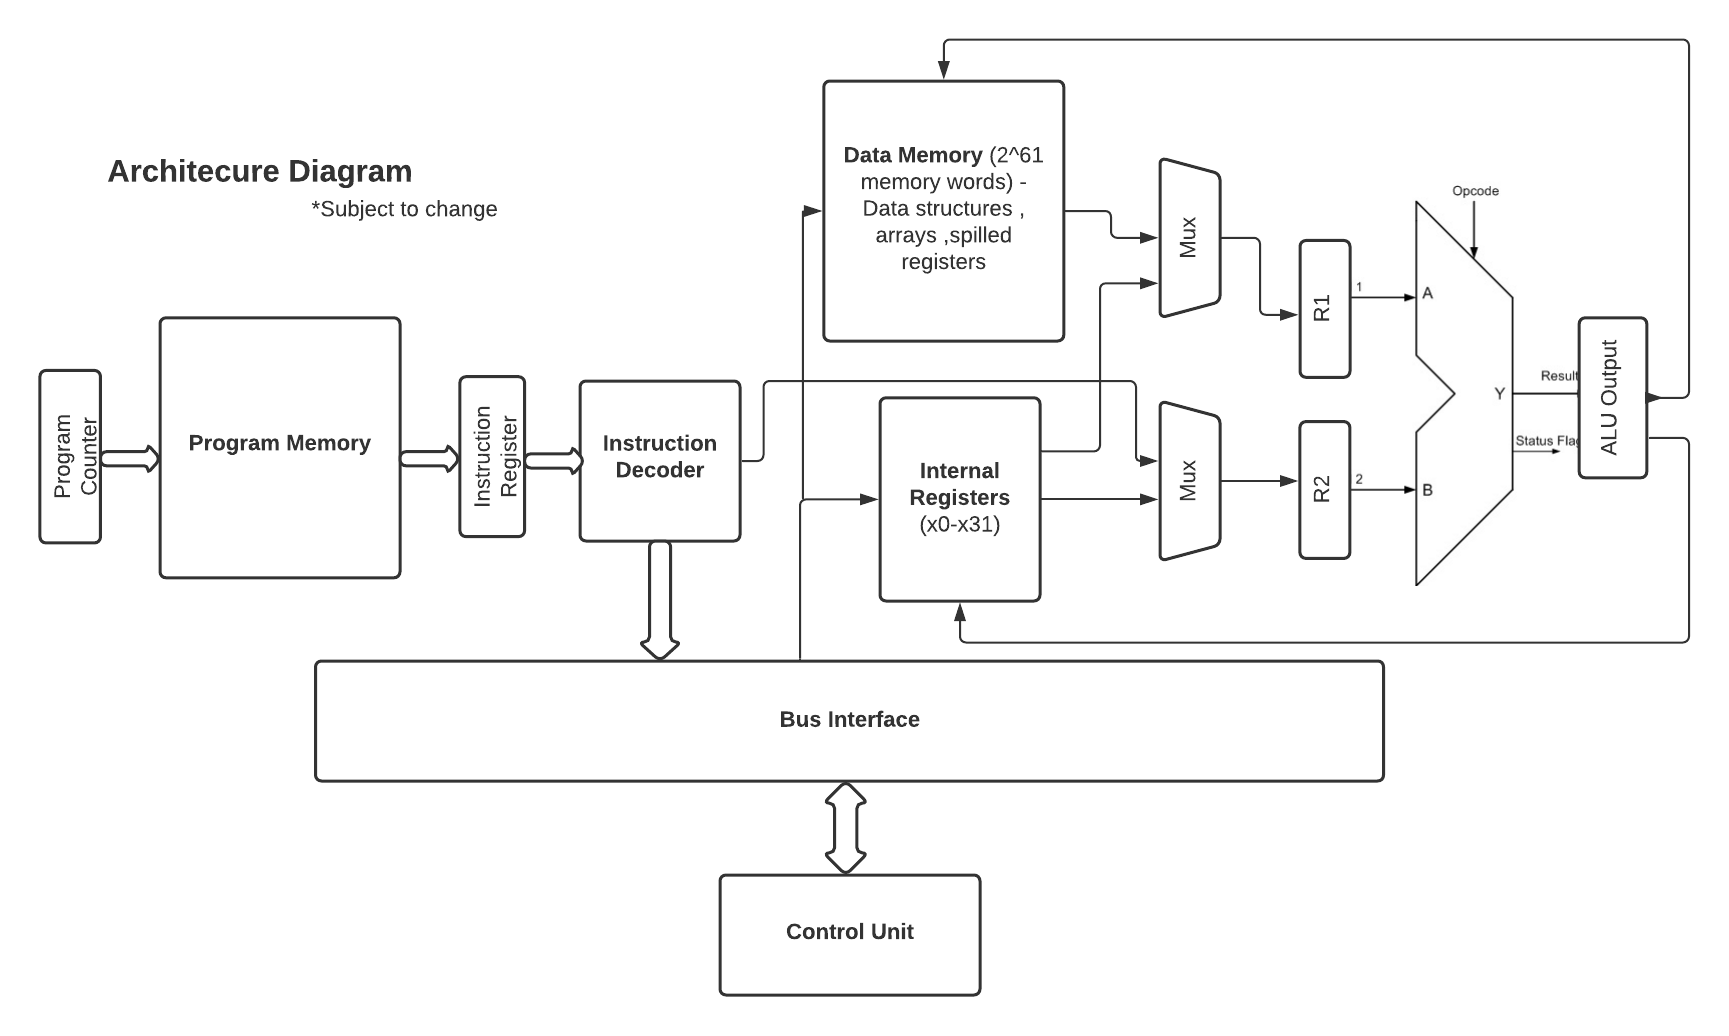 Architecure Diagram
*Subject to change
Program
Counter
Program Memory
Instruction
Register
Instruction
Decoder
Data Memory (2^61
memory words) -
Data structures ,
arrays ,spilled
registers
Internal
Registers
(x0-x31)
Mux
Mux
R1
R2
1
2
Opcode
A
B
Y
Result
Status Flag
ALU Output
Bus Interface
Control Unit